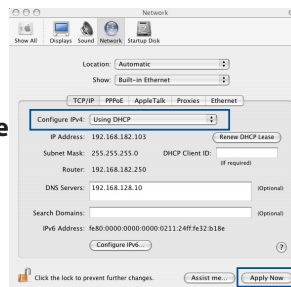 Network
Show All Displays Sound Network Startup Disk
Location: Automatic
Show: Built-in Ethernet
TCP/IP PPPoE AppleTalk Proxies Ethernet
e
Configure IPv4: Using DHCP
IP Address: 192.168.182.103 Renew DHCP Lease
Subnet Mask: 255.255.255.0 DHCP Client ID:
(If required)
Router: 192.168.182.250
DNS Servers: 192.168.128.10 (Optional)
Search Domains: (Optional)
IPv6 Address: fe80:0000:0000:0000:0211:24ff:fe32:b18e
Configure IPv6... ?
Click the lock to prevent further changes. Assist me... Apply Now